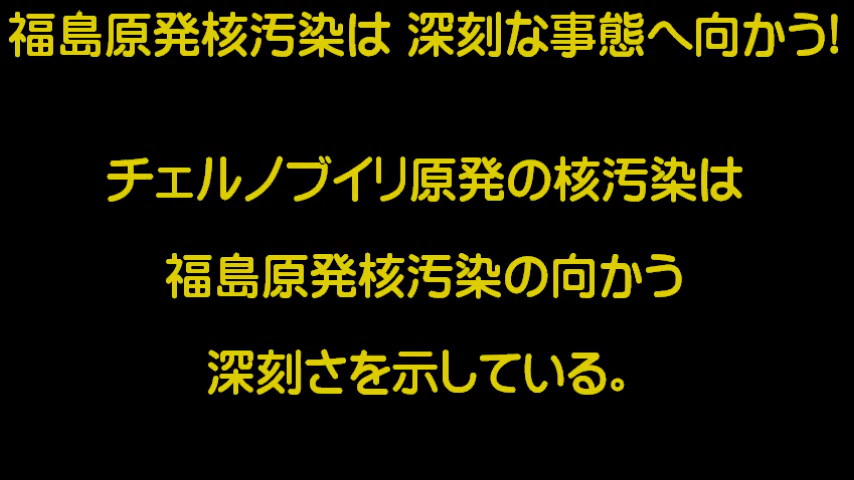 福島原発核汚染は 深刻な事態へ向かう!
チェルノブイリ原発の核汚染は
福島原発核汚染の向かう
深刻さを示している。